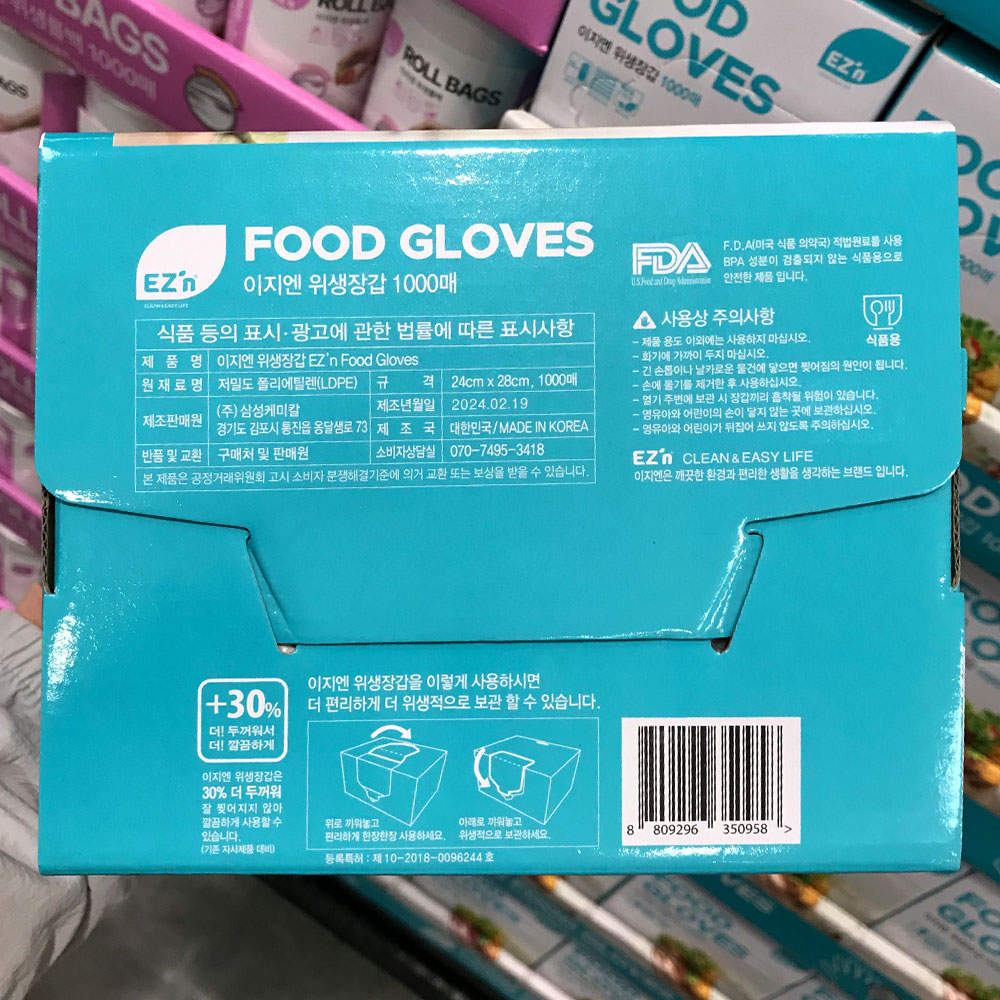 BAGS
위생롤백 1000매
ROLL BAGS
ROLL BAGS
FOOD
GLOVES
이지엔 위생장갑 1000매
EZ'n
EZ'n
CLEAN & EASY LIFE
FOOD GLOVES
이지엔 위생장갑 1000매
식품 등의 표시·광고에 관한 법률에 따른 표시사항
제 품 명 이지엔 위생장갑 EZ'n Food Gloves
원 재 료 명 저밀도 폴리에틸렌(LDPE) 규 격 24cm x 28cm, 1000매
제조판매원 (주) 삼성케미칼
경기도 김포시 통진읍 옹달샘로 73
제조년월일 2024.02.19
제 조 국 대한민국/MADE IN KOREA
반품 및 교환 구매처 및 판매원 소비자상담실 070-7495-3418
본 제품은 공정거래위원회 고시 소비자 분쟁해결기준에 의거 교환 또는 보상을 받을 수 있습니다.
FDA
U.S. Food and Drug Administration
F.D.A(미국 식품 의약국) 적법원료를 사용
BPA 성분이 검출되지 않는 식품용으로
안전한 제품 입니다.
사용상 주의사항
식품용
- 제품 용도 이외에는 사용하지 마십시오.
- 화기에 가까이 두지 마십시오.
- 긴 손톱이나 날카로운 물건에 닿으면 찢어짐의 원인이 됩니다.
- 손에 물기를 제거한 후 사용하십시오.
- 열기 주변에 보관 시 장갑끼리 흡착될 위험이 있습니다.
- 영유아와 어린이의 손이 닿지 않는 곳에 보관하십시오.
- 영유아와 어린이가 뒤집어 쓰지 않도록 주의하십시오.
EZ'n CLEAN & EASY LIFE
이지엔은 깨끗한 환경과 편리한 생활을 생각하는 브랜드 입니다.
+30%
더! 두꺼워서
더! 깔끔하게
이지엔 위생장갑은
30% 더 두꺼워
잘 찢어지지 않아
깔끔하게 사용할 수
있습니다.
(기존 자사제품 대비)
이지엔 위생장갑을 이렇게 사용하시면
더 편리하게 더 위생적으로 보관 할 수 있습니다.
위로 끼워놓고
편리하게 한장한장 사용하세요.
아래로 끼워놓고
위생적으로 보관하세요.
등록특허 : 제 10-2018-0096244 호
8 809296 350958 >
GLOVES